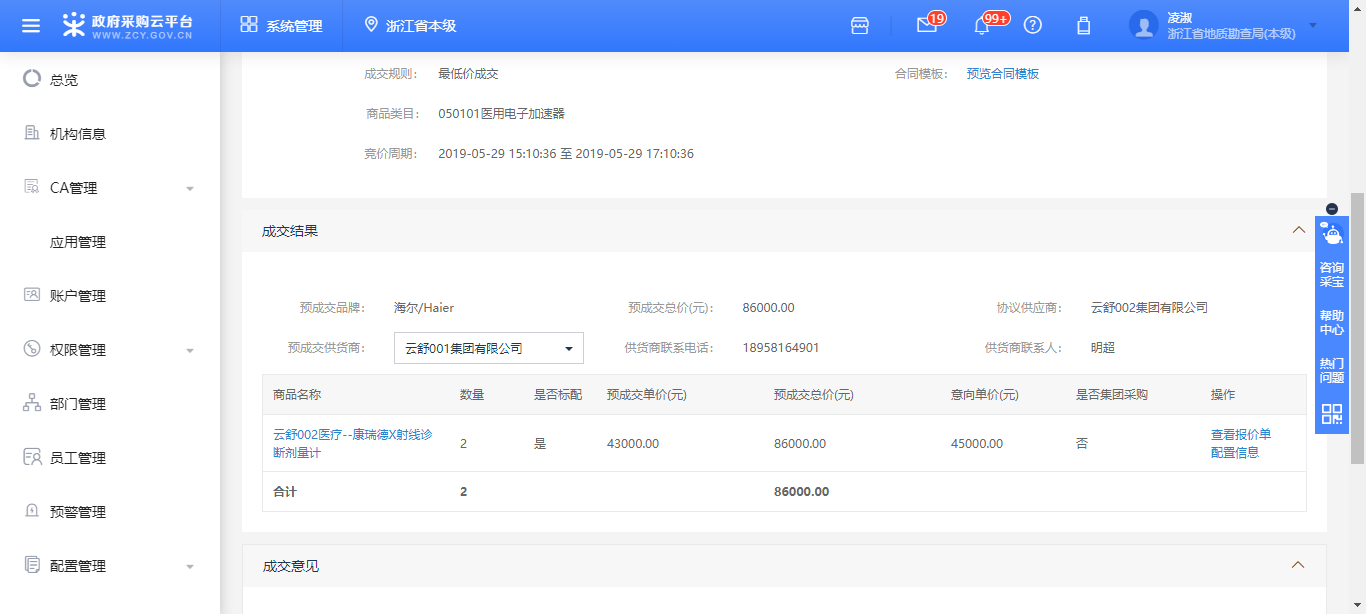 政府采购云平台
WWW.ZCY.GOV.CN
系统管理
浙江省本级
19
99+
凌淑
浙江省地质勘查局(本级)
总览
机构信息
CA管理
应用管理
账户管理
权限管理
部门管理
员工管理
预警管理
配置管理
成交规则： 最低价成交 合同模板： 预览合同模板
商品类目： 050101医用电子加速器
竞价周期： 2019-05-29 15:10:36 至 2019-05-29 17:10:36
成交结果
预成交品牌： 海尔/Haier 预成交总价(元)： 86000.00 协议供应商： 云舒002集团有限公司
预成交供货商： 云舒001集团有限公司 供货商联系电话： 18958164901 供货商联系人： 明超
商品名称 数量 是否标配 预成交单价(元) 预成交总价(元) 意向单价(元) 是否集团采购 操作
云舒002医疗--康瑞德X射线诊
断剂量计
2 是 43000.00 86000.00 45000.00 否
查看报价单
配置信息
合计 2 86000.00
成交意见
咨询
采宝
帮助
中心
热门
问题